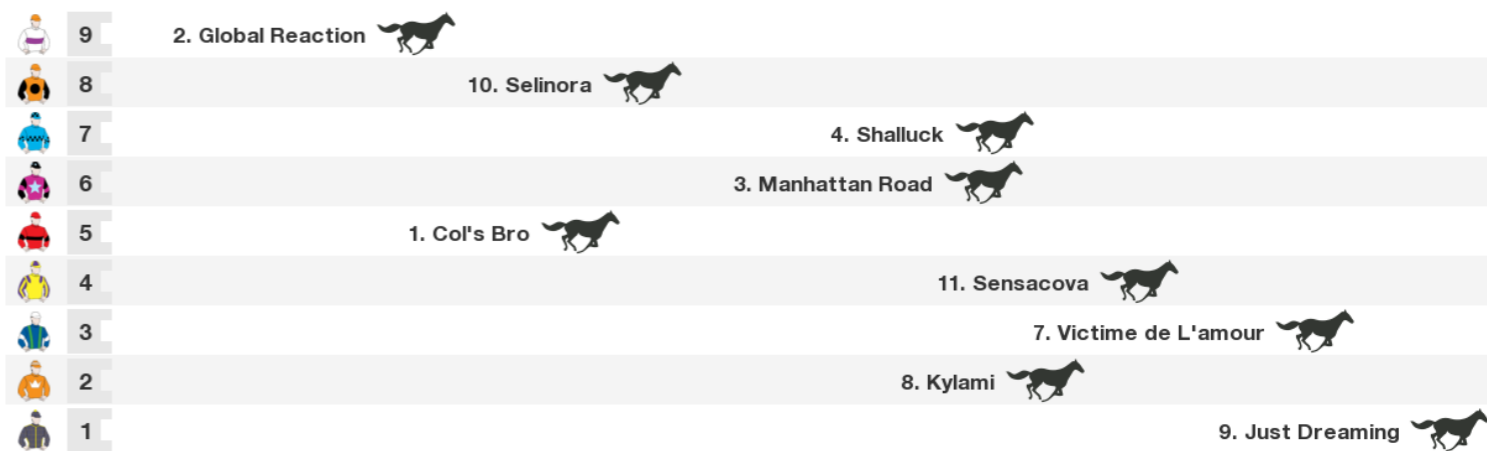 9 2. Global Reaction
8 10. Selinora
7 4. Shalluck
6 3. Manhattan Road
5 1. Col's Bro
4 11. Sensacova
3 7. Victime de L'amour
2 8. Kylami
1 9. Just Dreaming